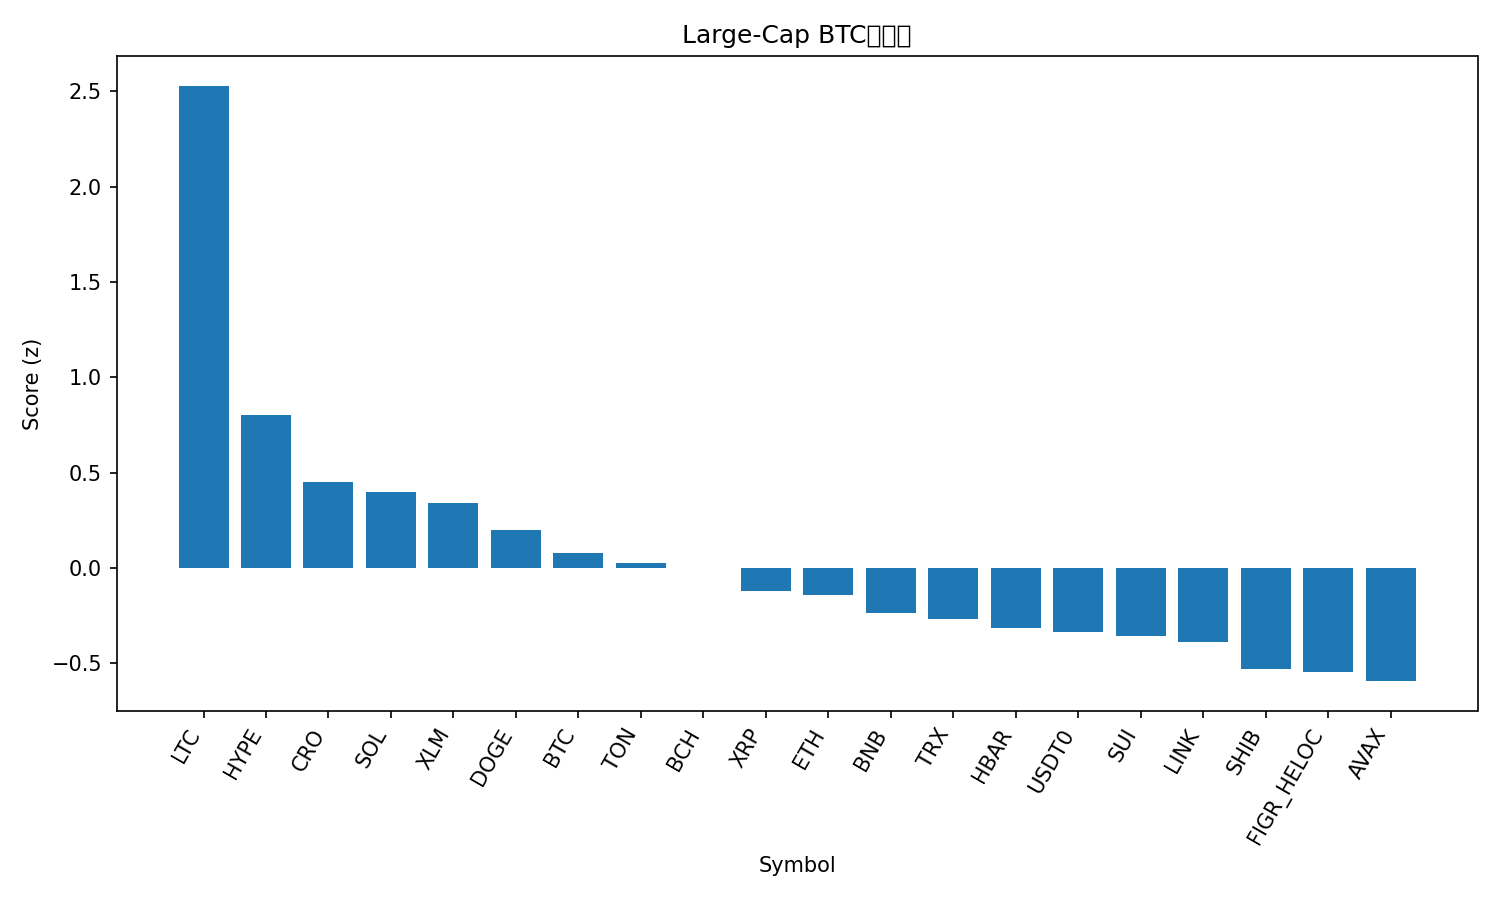 Large-Cap BTC
2.5
2.0
1.5
1.0
0.5
0.0
−0.5
Score (z)
LTC
HYPE
CRO
SOL
XLM
DOGE
BTC
TON
BCH
XRP
ETH
BNB
TRX
HBAR
USDT0
SUI
LINK
SHIB
FIGR_HELOC
AVAX
Symbol